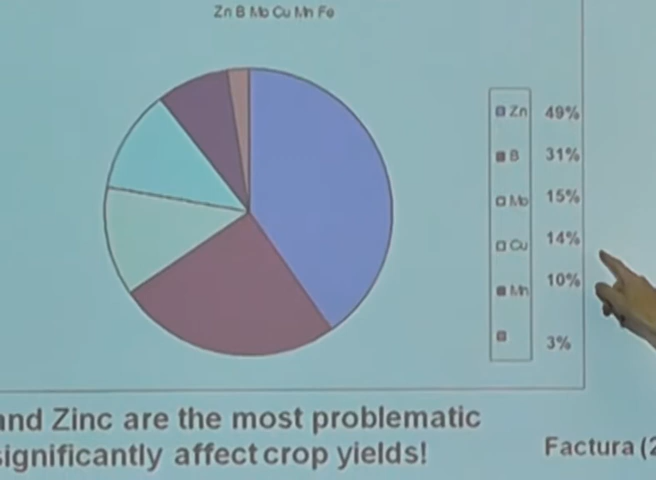 Zn B Mo Cu Mn Fe
Zn 49%
B 31%
Mo 15%
Cu 14%
Mn 10%
3%
and Zinc are the most problematic
significantly affect crop yields!
Factura (2